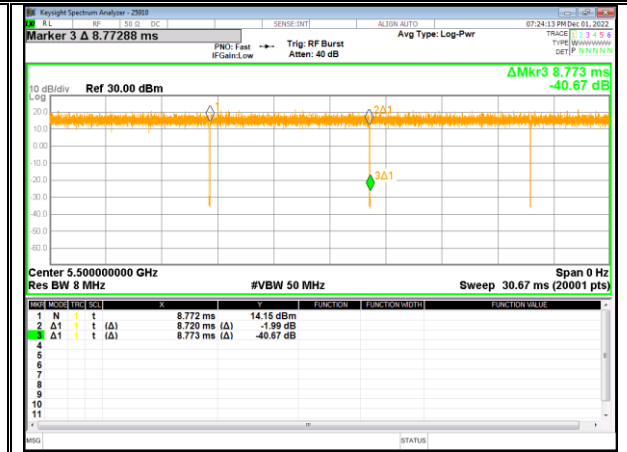 Keysight Spectrum Analyzer - 25010
RL RF 50 Ω DC SENSE:INT ALIGN AUTO 07:24:13 PM Dec 01, 2022
Marker 3 Δ 8.77288 ms
PNO: Fast
IFGain:Low
Trig: RF Burst
Atten: 40 dB
Avg Type: Log-Pwr
TRACE 1 2 3 4 5 6
TYPE WWWWWW
DET P NNNNN
ΔMkr3 8.773 ms
-40.67 dB
10 dB/div
Log
Ref 30.00 dBm
20.0
10.0
0.00
-10.0
-20.0
-30.0
-40.0
-50.0
-60.0
1
2Δ1
3Δ1
Center 5.500000000 GHz
Span 0 Hz
Res BW 8 MHz
#VBW 50 MHz
Sweep 30.67 ms (20001 pts)
MKR MODE TRC SCL X Y FUNCTION FUNCTION WIDTH FUNCTION VALUE
1 N 1 t 8.772 ms 14.15 dBm
2 Δ1 1 t (Δ) 8.720 ms (Δ) -1.99 dB
3 Δ1 1 t (Δ) 8.773 ms (Δ) -40.67 dB
4
5
6
7
8
9
10
11
MSG
STATUS